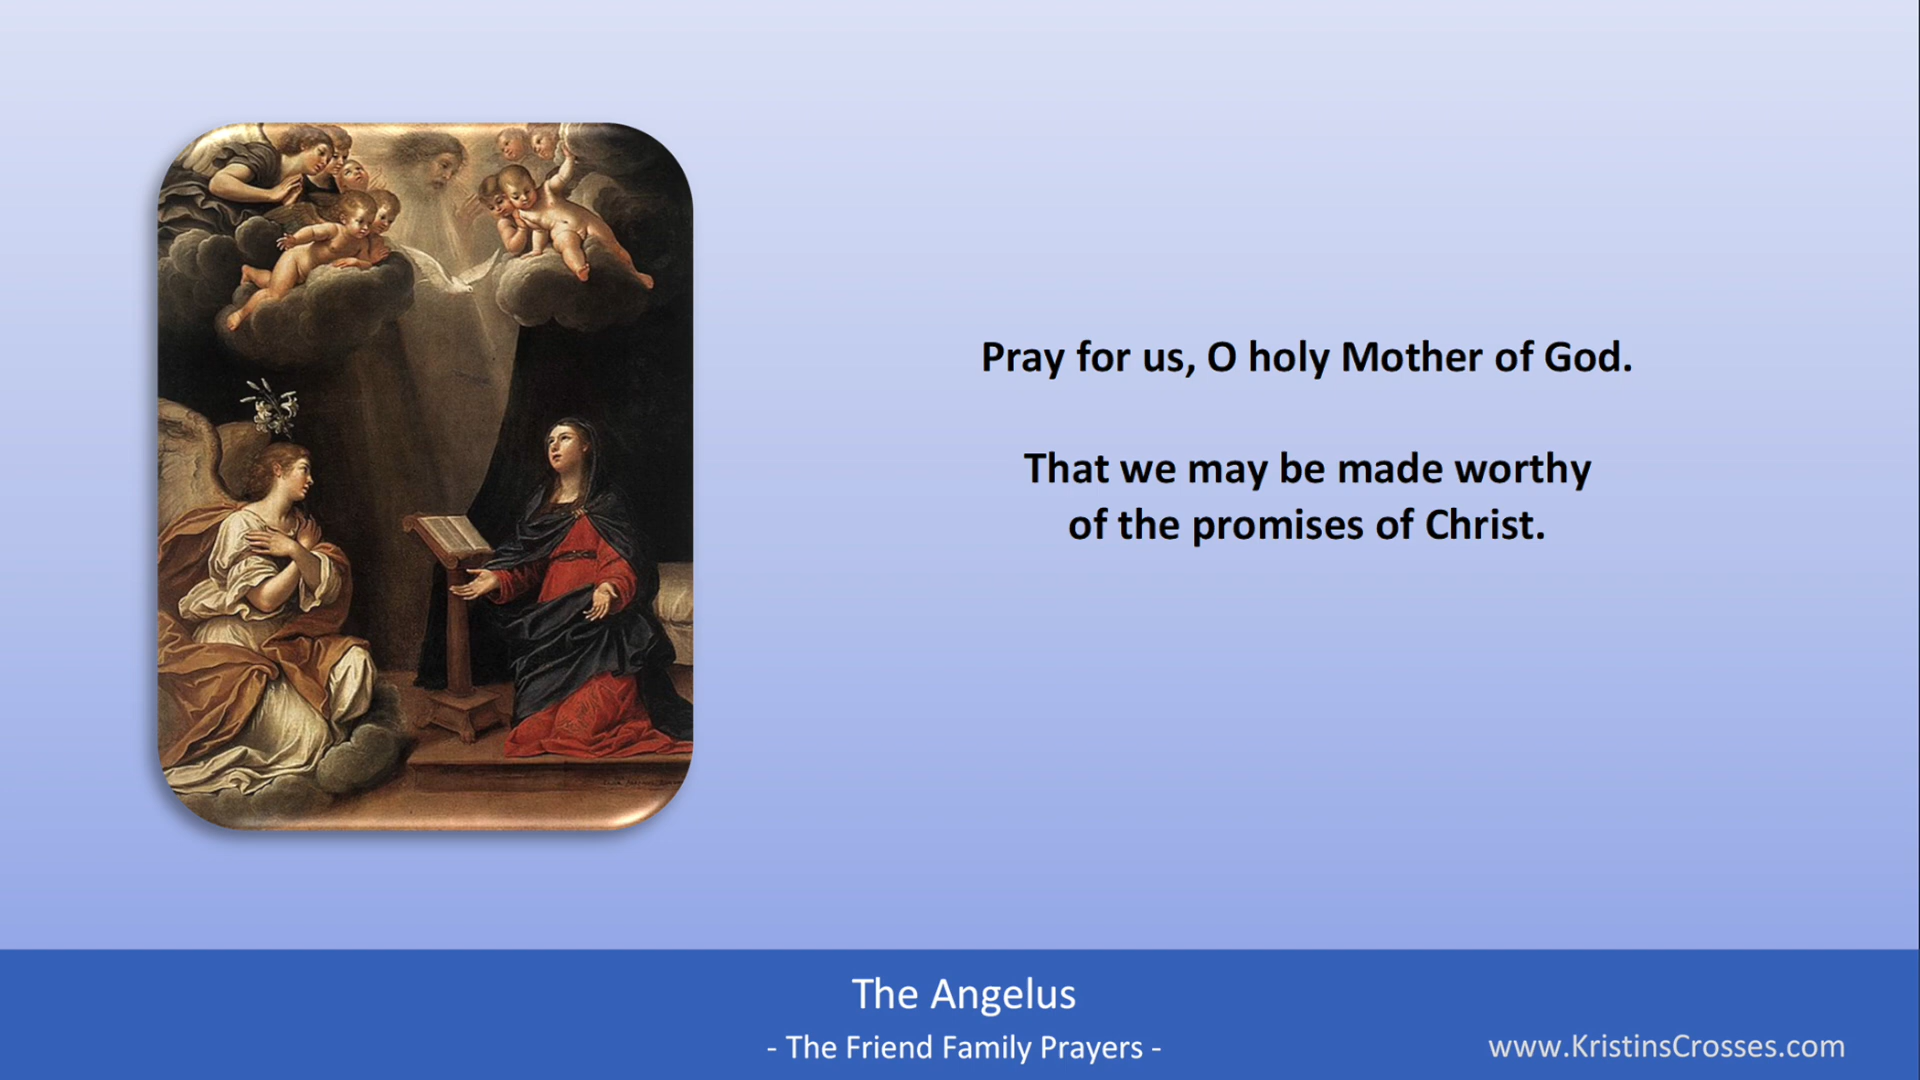 Pray for us, O holy Mother of God.
That we may be made worthy
of the promises of Christ.
The Angelus
- The Friend Family Prayers -
www.KristinsCrosses.com